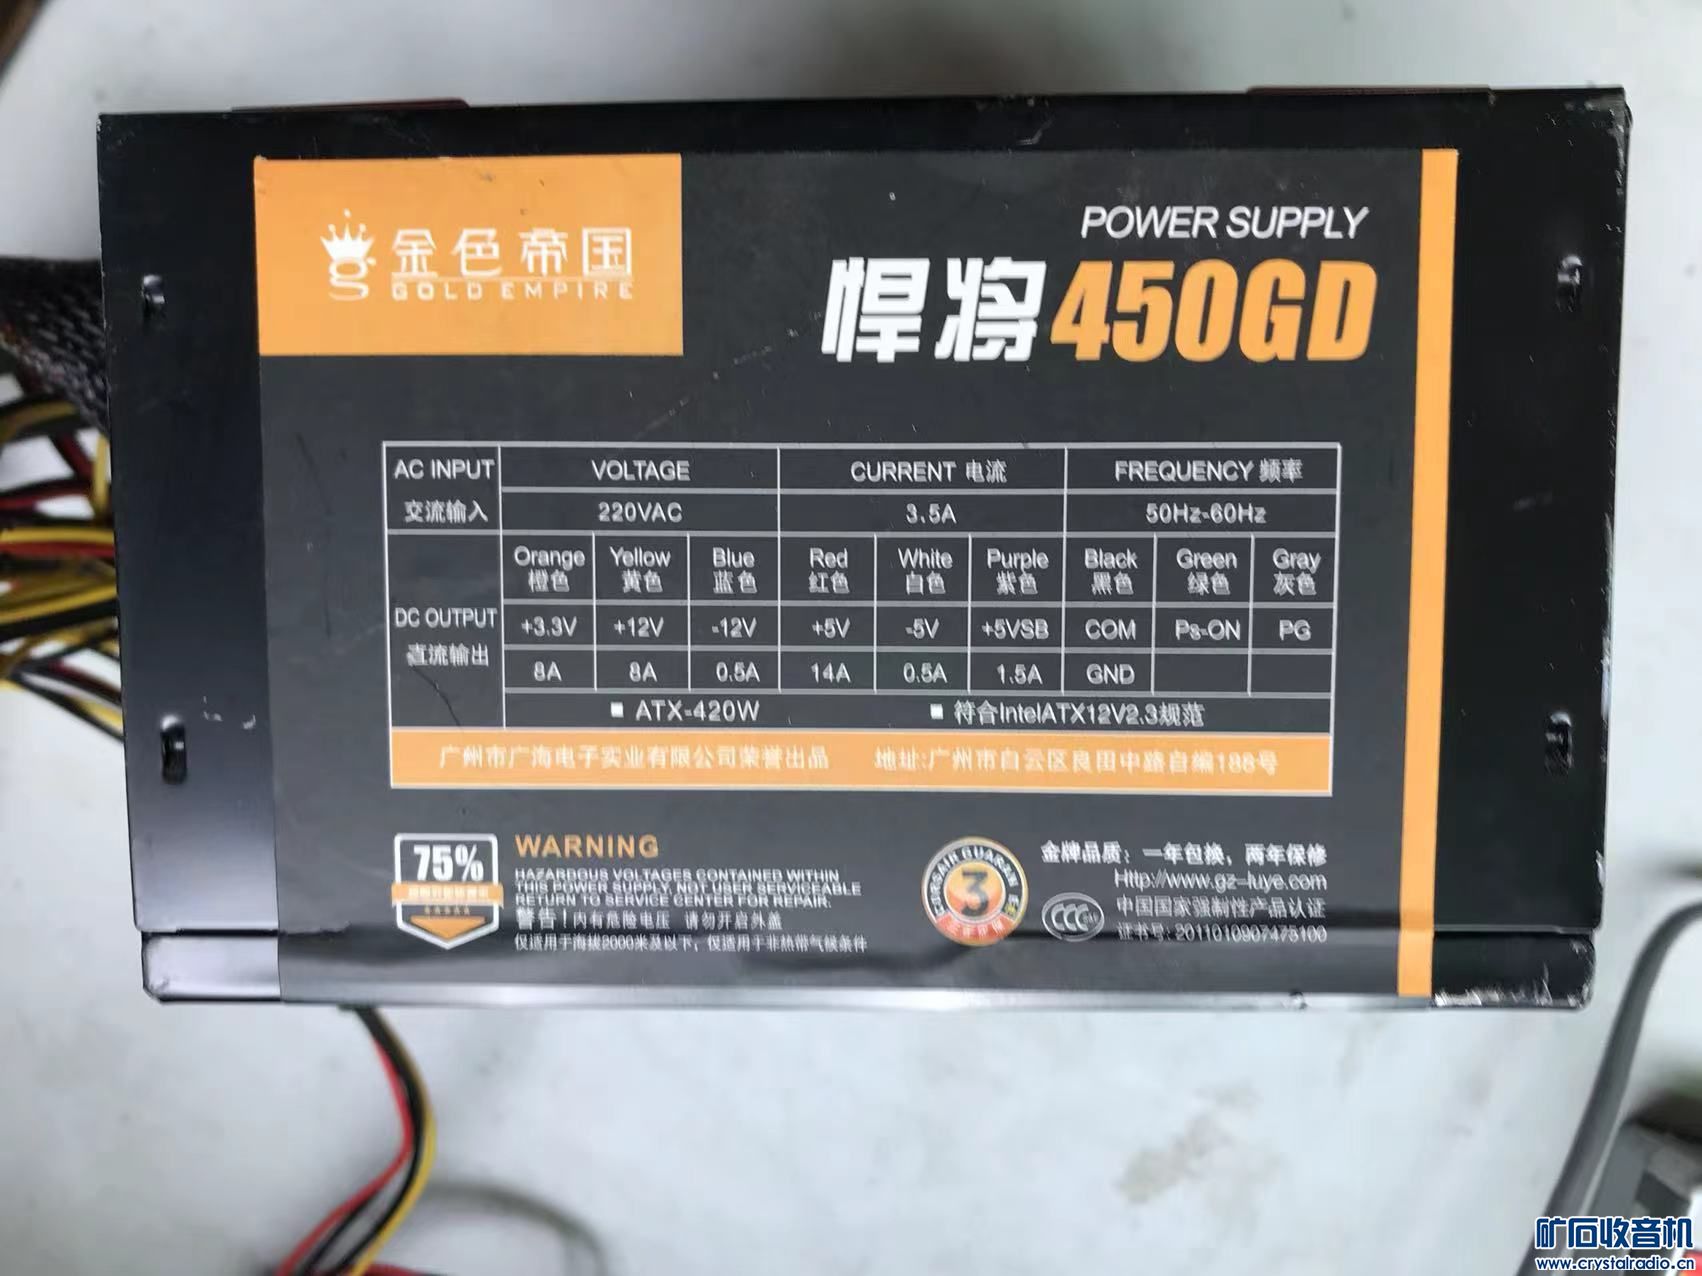 金色帝国
GOLD EMPIRE
POWER SUPPLY
悍将450GD
AC INPUT VOLTAGE CURRENT 电流 FREQUENCY 频率
交流输入 220VAC 3.5A 50Hz-60Hz
Orange Yellow Blue Red White Purple Black Green Gray
橙色 黄色 蓝色 红色 白色 紫色 黑色 绿色 灰色
DC OUTPUT +3.3V +12V -12V +5V -5V +5VSB COM Ps-ON PG
直流输出 8A 8A 0.5A 14A 0.5A 1.5A GND
■ ATX-420W ■ 符合IntelATX12V2.3规范
广州市广海电子实业有限公司荣誉出品 地址:广州市白云区良田中路自编188号
75%
WARNING
HAZARDOUS VOLTAGES CONTAINED WITHIN
THIS POWER SUPPLY, NOT USER SERVICEABLE
RETURN TO SERVICE CENTER FOR REPAIR.
警告!内有危险电压 请勿开启外盖
仅适用于海拔2000米及以下，仅适用于非热带气候条件
3
金牌品质：一年包换，两年保修
Http://www.gz-luye.com
CCC
中国国家强制性产品认证
证书号: 2011010907475100
矿石收音机
www.crystalradio.cn